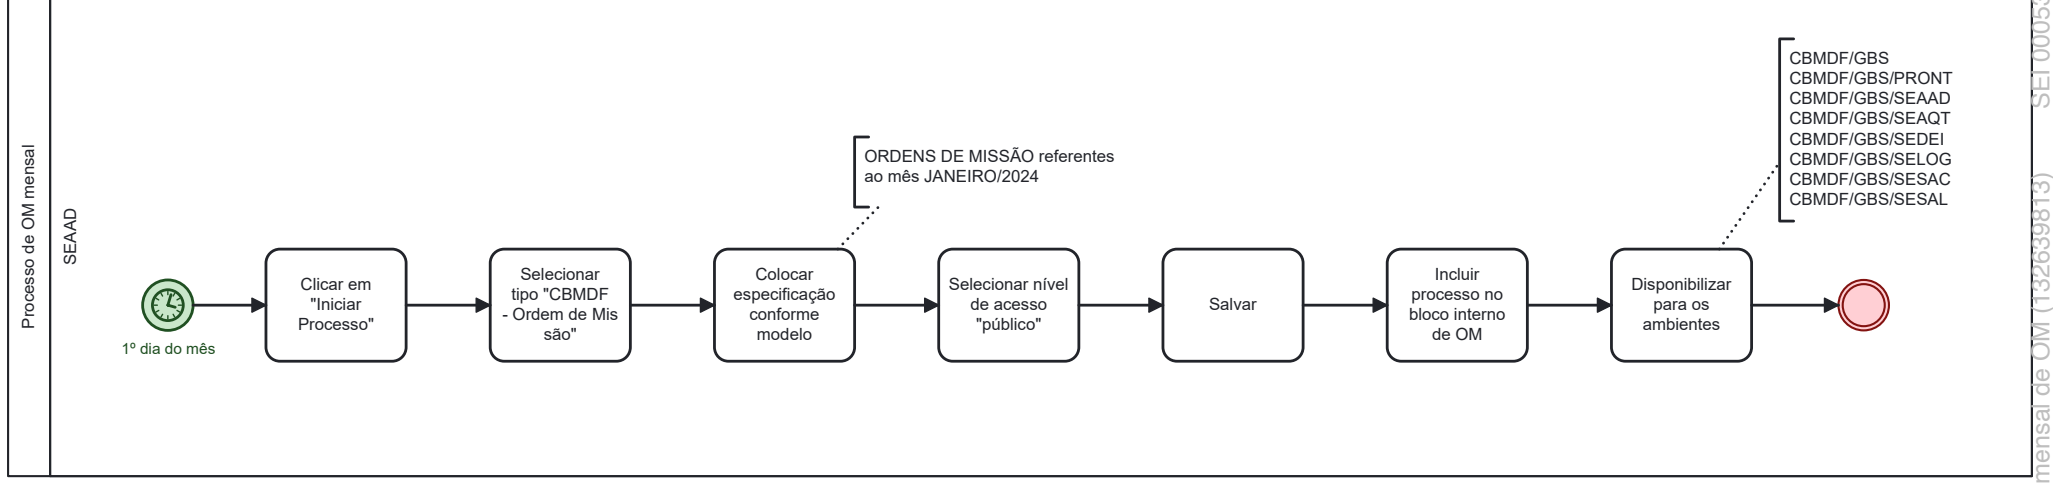 Processo de OM mensal
SEAAD
1º dia do mês
Clicar em
"Iniciar
Processo"
Selecionar
tipo "CBMDF
- Ordem de Mis
são"
Colocar
especificação
conforme
modelo
ORDENS DE MISSÃO referentes
ao mês JANEIRO/2024
Selecionar nível
de acesso
"público"
Salvar
Incluir
processo no
bloco interno
de OM
Disponibilizar
para os
ambientes
CBMDF/GBS
CBMDF/GBS/PRONT
CBMDF/GBS/SEAAD
CBMDF/GBS/SEAQT
CBMDF/GBS/SEDEI
CBMDF/GBS/SELOG
CBMDF/GBS/SESAC
CBMDF/GBS/SESAL
mensal de OM (132639813) SEI